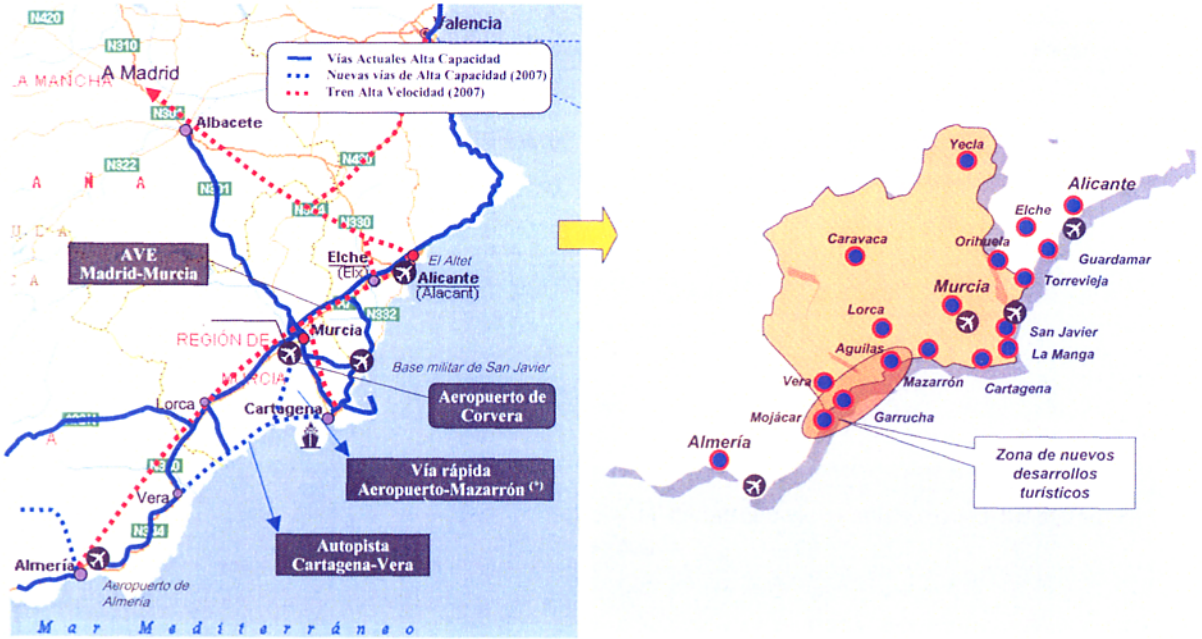 N420
Valencia
N310
Vías Actuales Alta Capacidad
Nuevas vías de Alta Capacidad (2007)
Tren Alta Velocidad (2007)
LA MANCHA
A Madrid
Albacete
N322
N301
A Ñ A
N330
AVE
Madrid-Murcia
Elche
(Elx)
El Altet
Alicante
(Alacant)
N332
Murcia
REGIÓN DE
MURCIA
Base militar de San Javier
Lorca
Cartagena
Aeropuerto de
Corvera
A
Vía rápida
Aeropuerto-Mazarrón (*)
Vera
Autopista
Cartagena-Vera
Almería
Aeropuerto de
Almería
Mar Mediterráneo
Yecla
Alicante
Elche
Caravaca
Orihuela
Guardamar
Torrevieja
Murcia
Lorca
San Javier
Aguilas
La Manga
Vera
Mazarrón
Cartagena
Mojácar
Garrucha
Almería
Zona de nuevos
desarrollos
turísticos